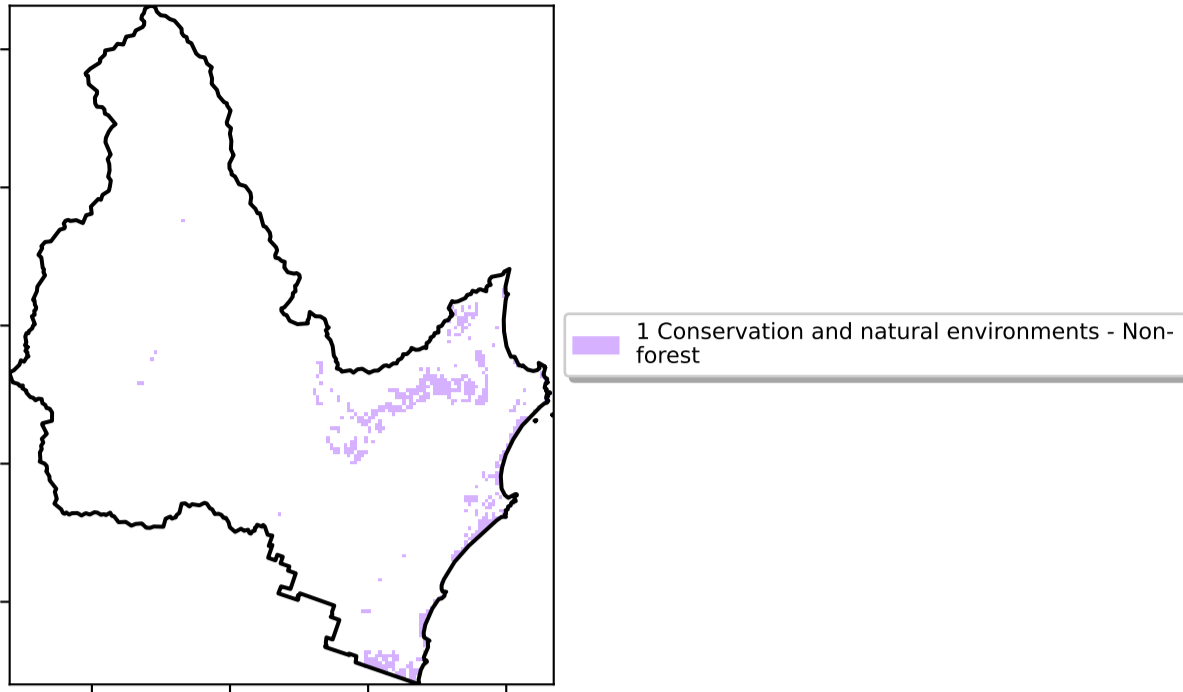 1 Conservation and natural environments - Non-
forest